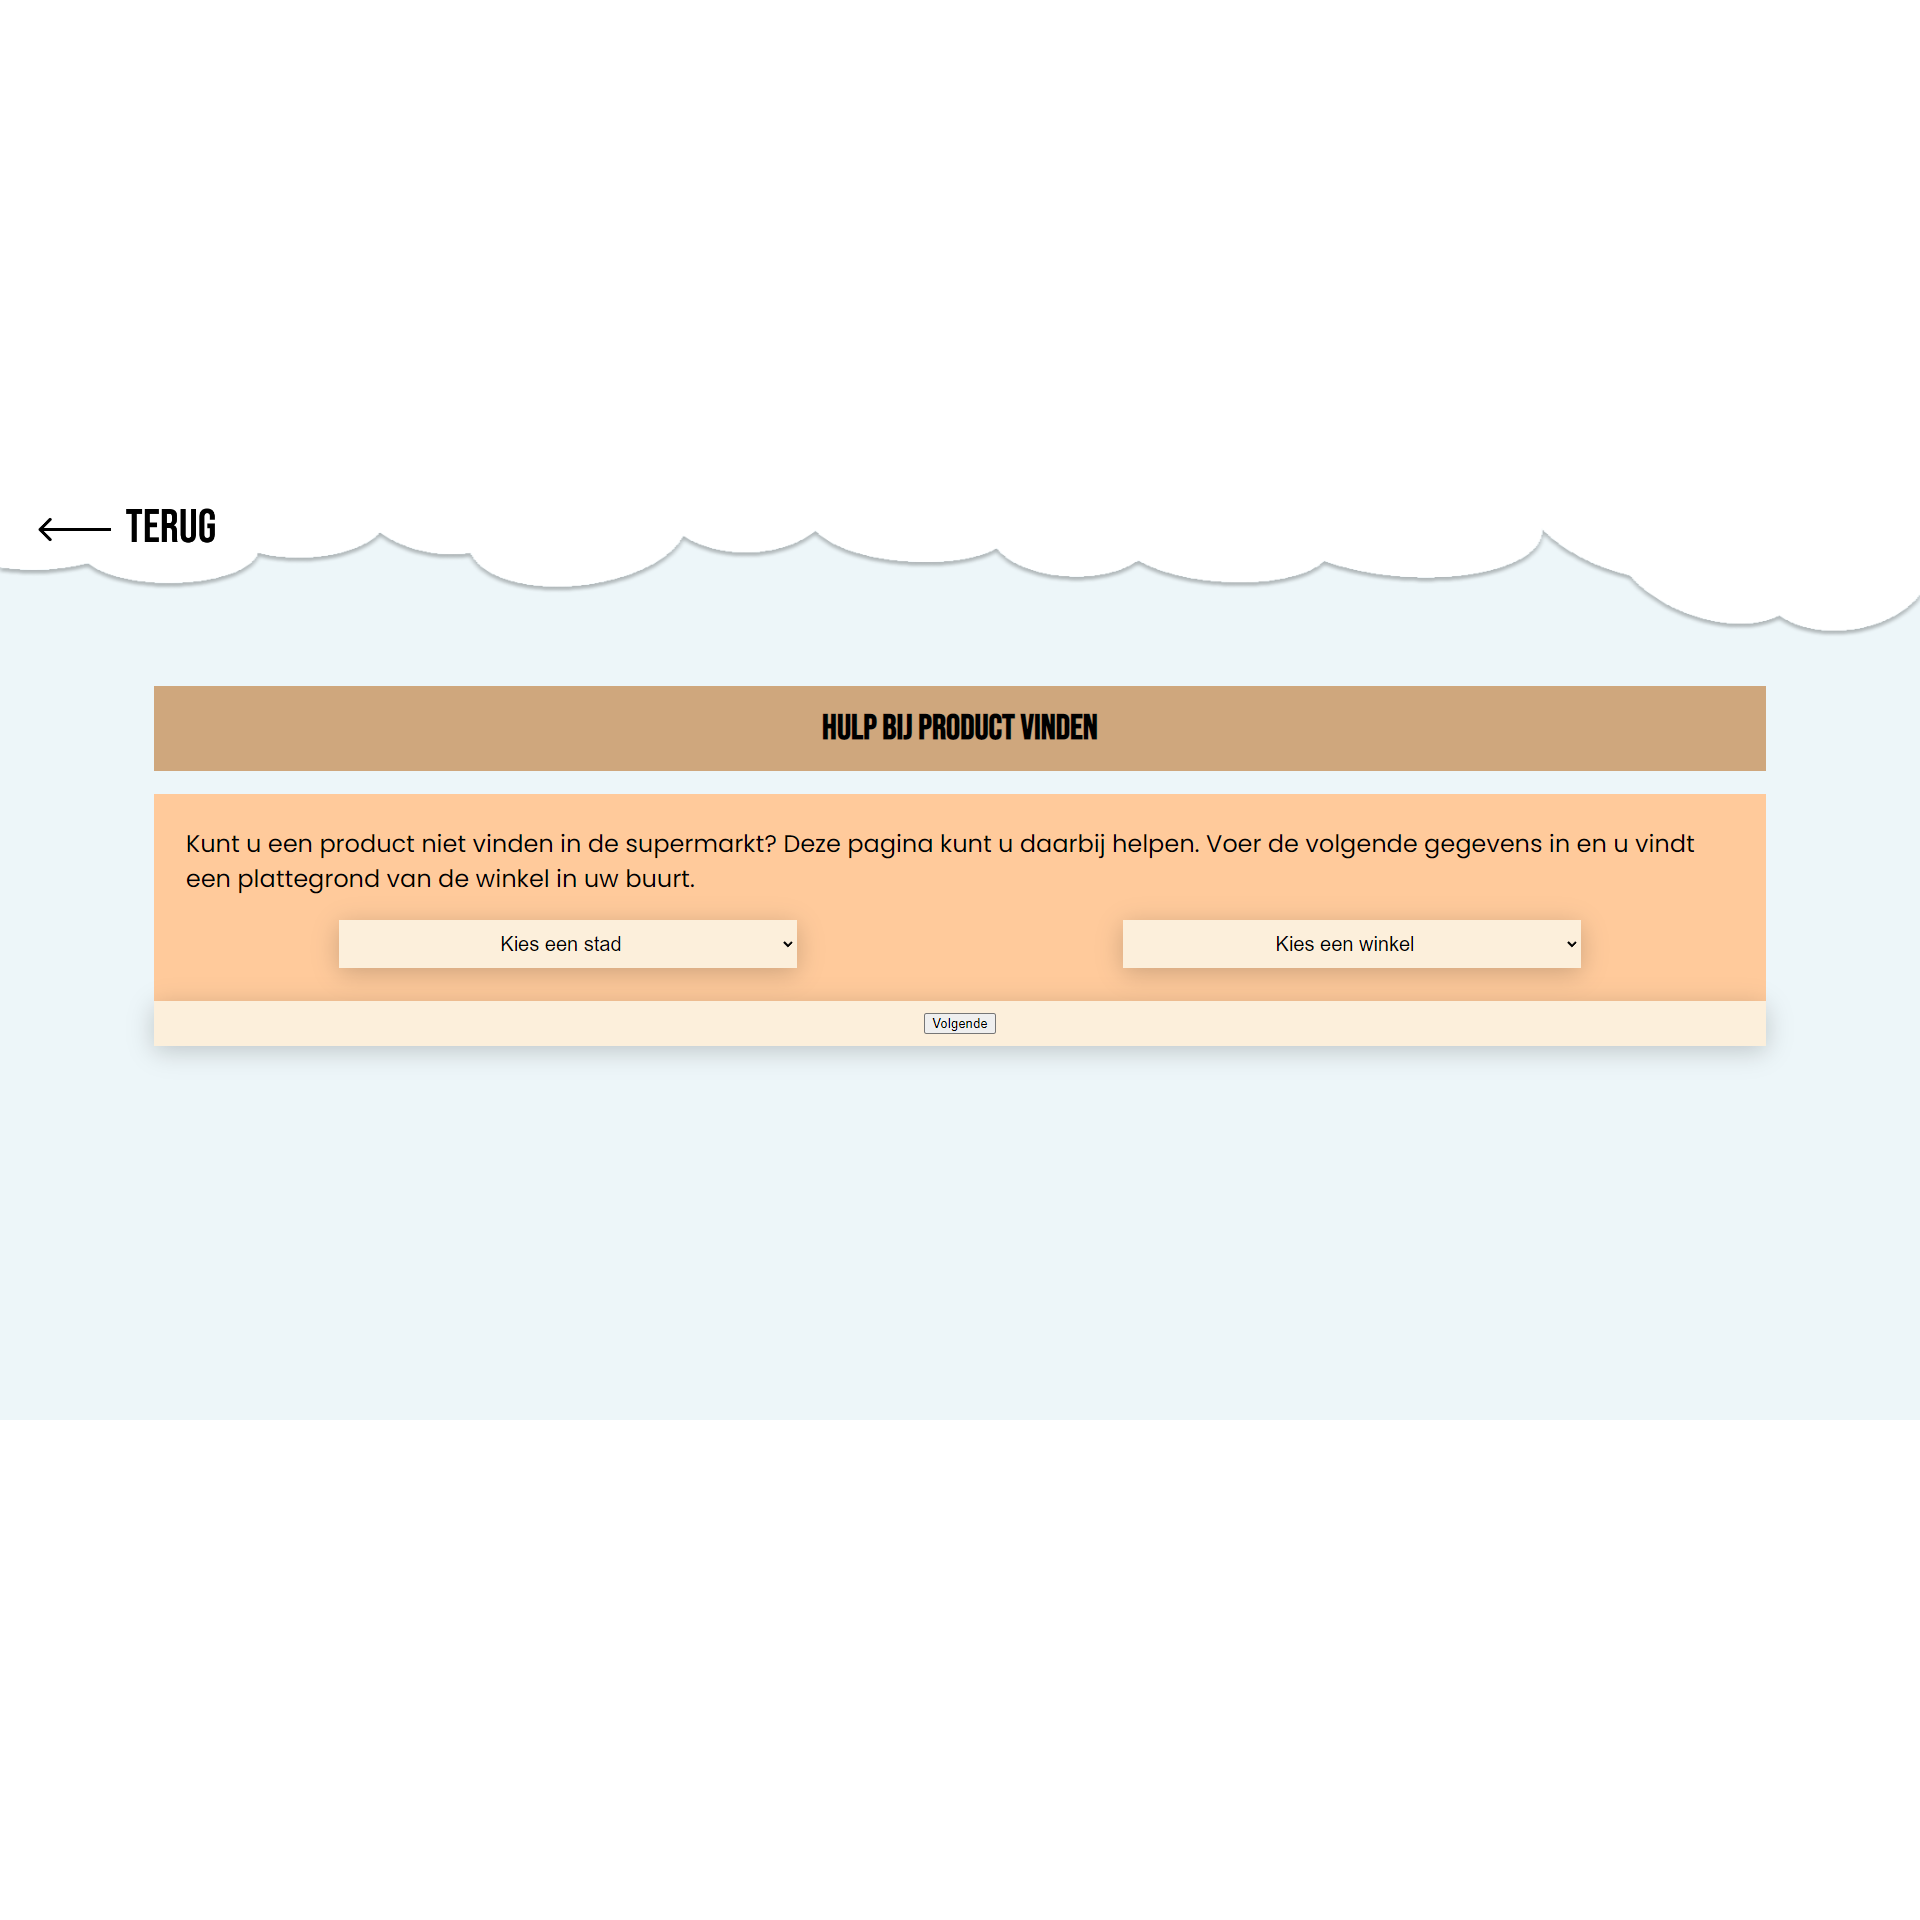 TERUG
HULP BIJ PRODUCT VINDEN
Kunt u een product niet vinden in de supermarkt? Deze pagina kunt u daarbij helpen. Voer de volgende gegevens in en u vindt
een plattegrond van de winkel in uw buurt.
Kies een stad
Kies een winkel
Volgende